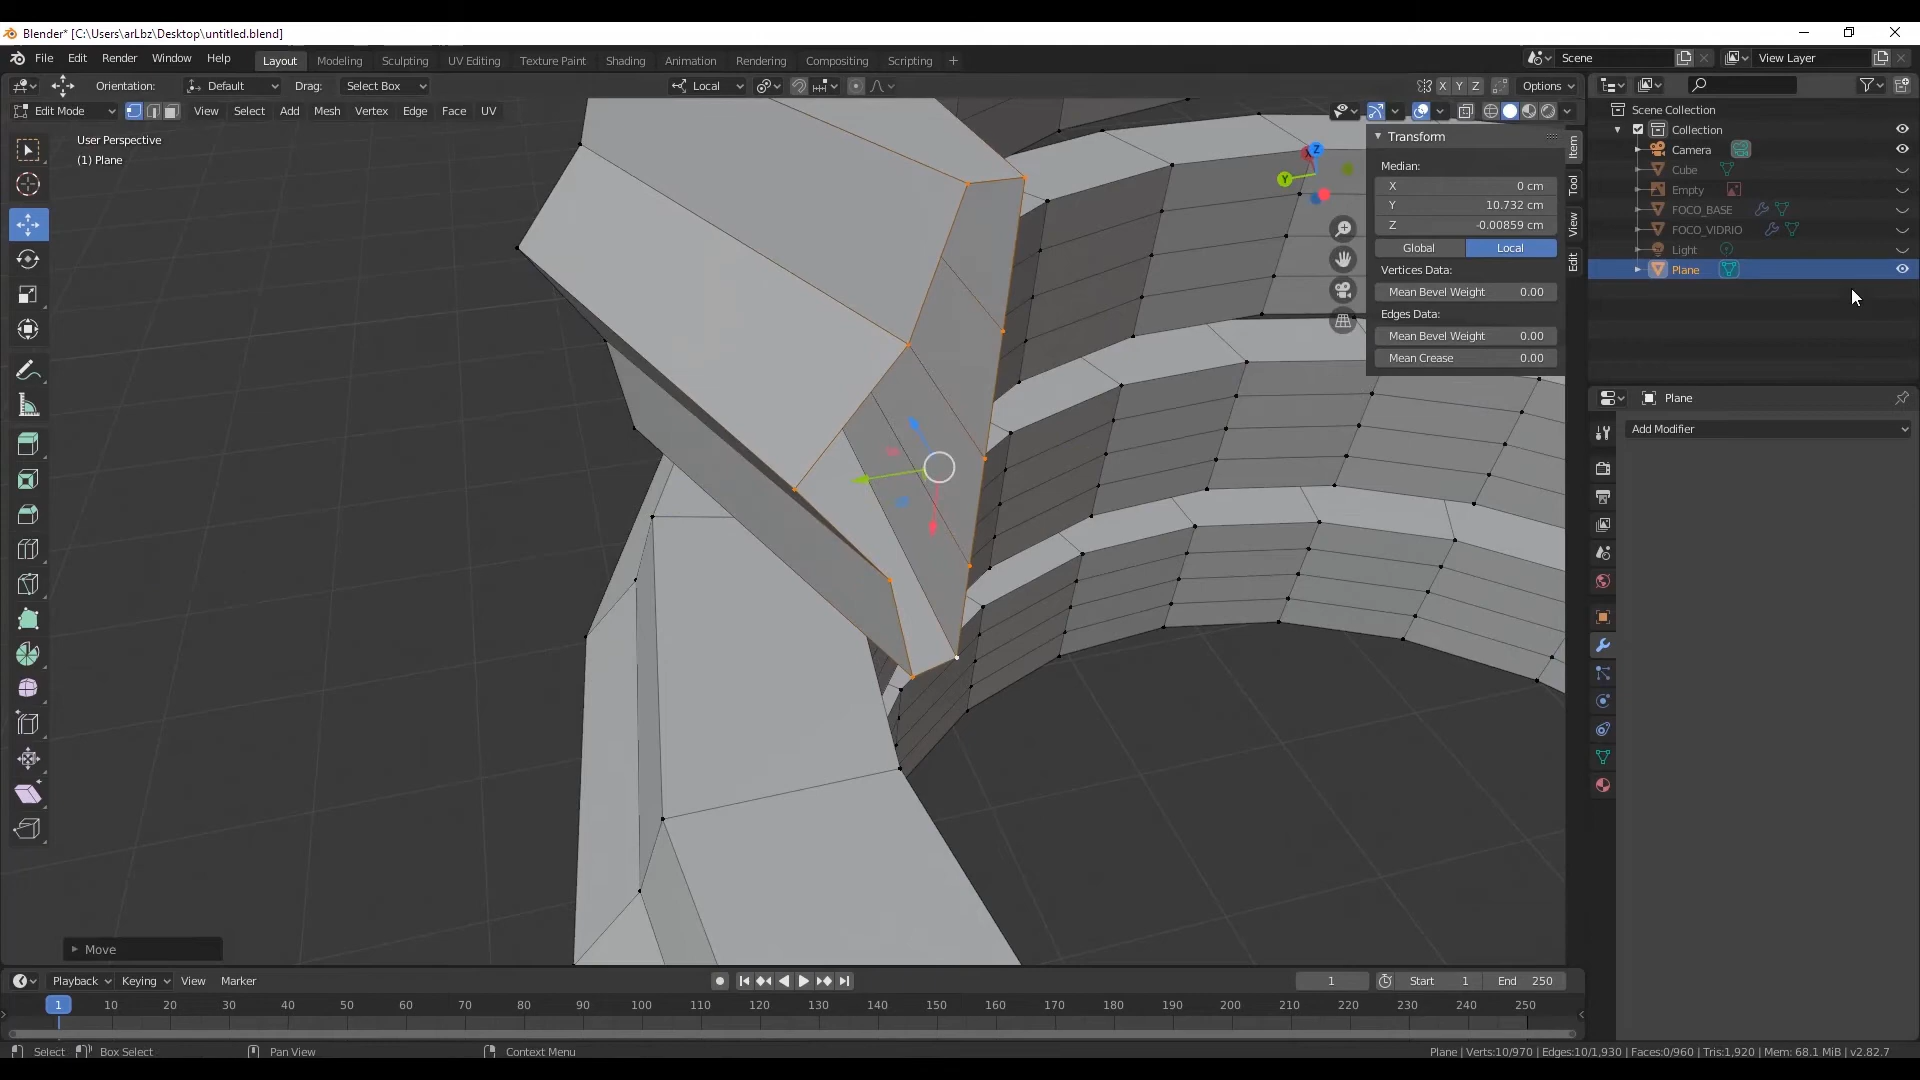 Blender* [C:\Users\arLbz\Desktop\untitled.blend]
File Edit Render Window Help
Layout Modeling Sculpting UV Editing Texture Paint Shading Animation Rendering Compositing Scripting +
Scene
View Layer
Orientation: Default Drag: Select Box
Local
X Y Z Options
Edit Mode View Select Add Mesh Vertex Edge Face UV
User Perspective
(1) Plane
Z
Y
Transform
Median:
X 0 cm
Y 10.732 cm
Z -0.00859 cm
Global Local
Vertices Data:
Mean Bevel Weight 0.00
Edges Data:
Mean Bevel Weight 0.00
Mean Crease 0.00
Item
Tool
View
Edit
Scene Collection
Collection
Camera
Cube
Empty
FOCO_BASE
FOCO_VIDRIO
Light
Plane
Plane
Add Modifier
Move
Playback Keying View Marker
1 Start 1 End 250
1 10 20 30 40 50 60 70 80 90 100 110 120 130 140 150 160 170 180 190 200 210 220 230 240 250
Select Box Select Pan View Context Menu
Plane | Verts:10/970 | Edges:10/1,930 | Faces:0/960 | Tris:1,920 | Mem: 68.1 MiB | v2.82.7